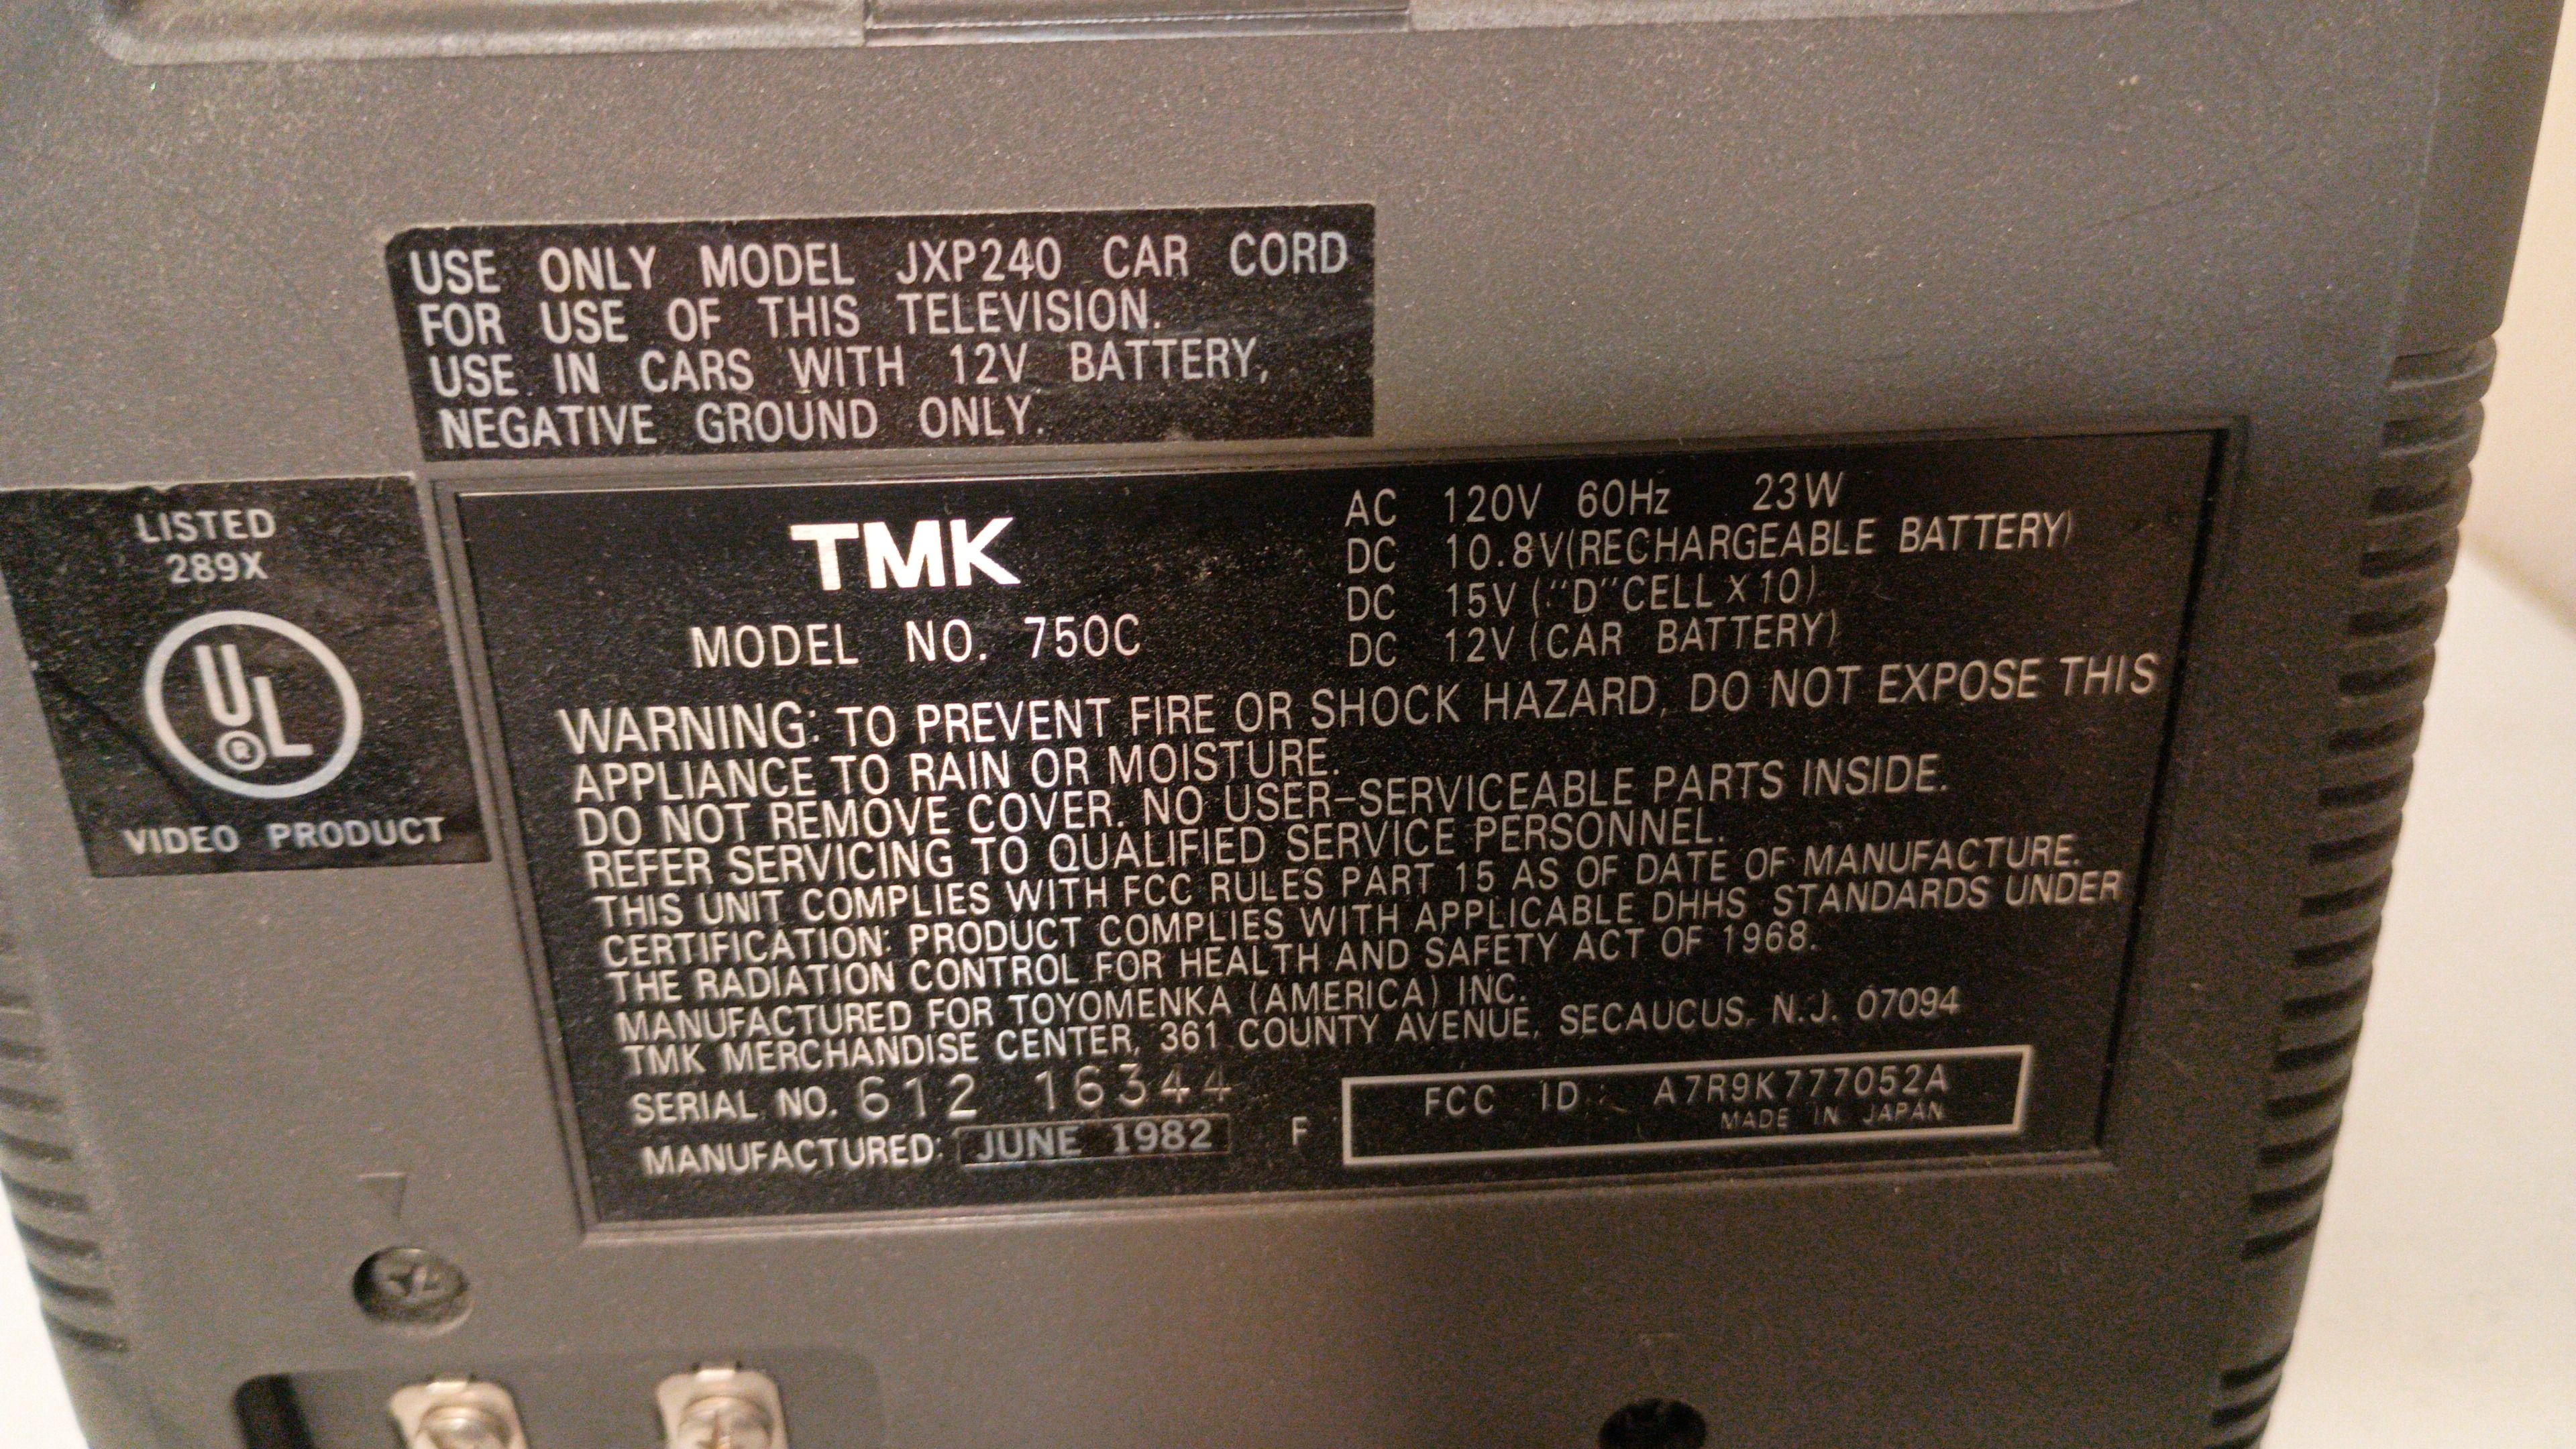 USE ONLY MODEL JXP240 CAR CORD
FOR USE OF THIS TELEVISION.
USE IN CARS WITH 12V BATTERY,
NEGATIVE GROUND ONLY.
LISTED
289X
UL
®
VIDEO PRODUCT
TMK
MODEL NO. 750C
AC 120V 60Hz 23W
DC 10.8V(RECHARGEABLE BATTERY)
DC 15V ("D"CELL X 10)
DC 12V (CAR BATTERY)
WARNING: TO PREVENT FIRE OR SHOCK HAZARD, DO NOT EXPOSE THIS
APPLIANCE TO RAIN OR MOISTURE.
DO NOT REMOVE COVER. NO USER-SERVICEABLE PARTS INSIDE.
REFER SERVICING TO QUALIFIED SERVICE PERSONNEL.
THIS UNIT COMPLIES WITH FCC RULES PART 15 AS OF DATE OF MANUFACTURE.
CERTIFICATION: PRODUCT COMPLIES WITH APPLICABLE DHHS STANDARDS UNDER
THE RADIATION CONTROL FOR HEALTH AND SAFETY ACT OF 1968.
MANUFACTURED FOR TOYOMENKA (AMERICA) INC.
TMK MERCHANDISE CENTER, 361 COUNTY AVENUE, SECAUCUS, N.J. 07094
SERIAL NO. 612 16344
MANUFACTURED: JUNE 1982 F
FCC ID: A7R9K777052A
MADE IN JAPAN